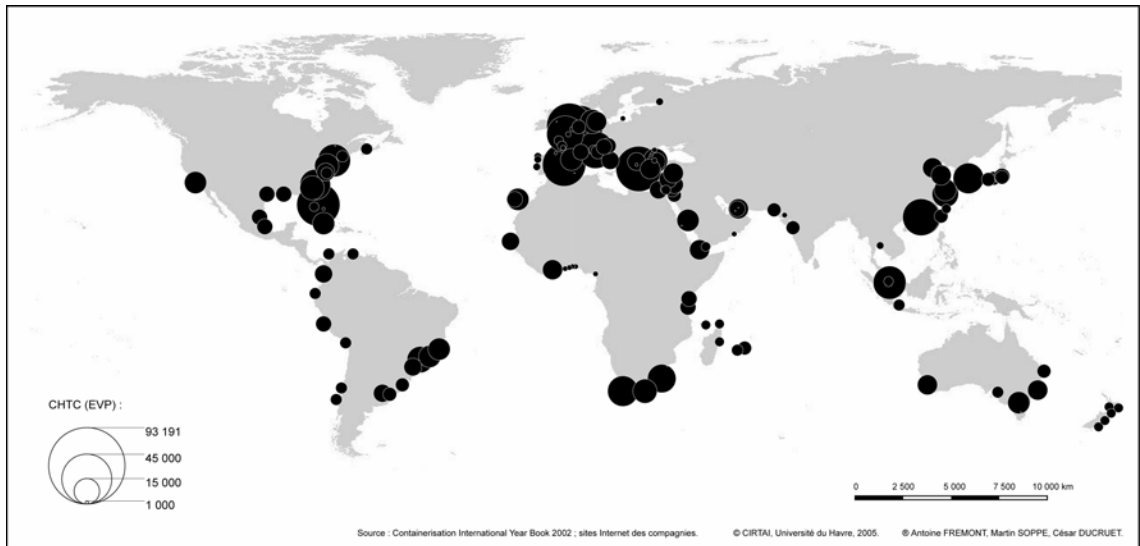 CHTC (EVP) :
93 191
45 000
15 000
1 000
0 2 500 5 000 7 500 10 000 km
Source : Containerisation International Year Book 2002 ; sites Internet des compagnies. © CIRTAI, Université du Havre, 2005. ® Antoine FREMONT, Martin SOPPE, César DUCRUET.